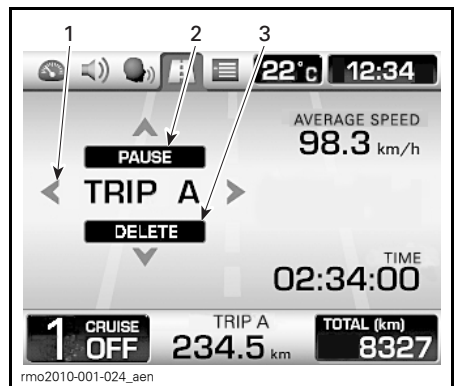 1 2 3
22°c 12:34
AVERAGE SPEED
98.3 km/h
PAUSE
TRIP A
DELETE
TIME
02:34:00
1 CRUISE OFF
TRIP A
234.5 km
TOTAL (km)
8327
rmo2010-001-024_aen